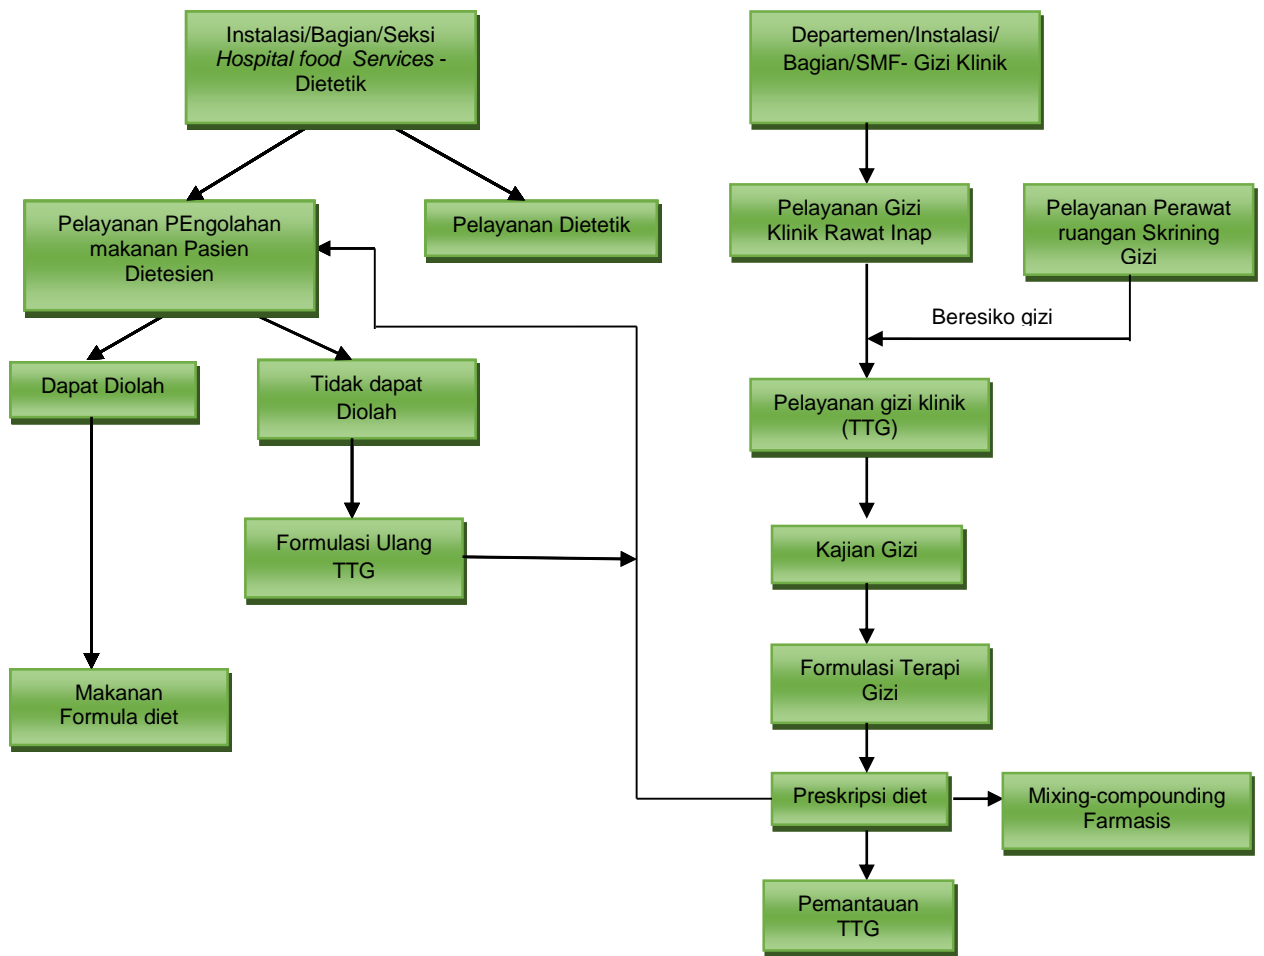 Instalasi/Bagian/Seksi
Hospital food Services -
Dietetik
Departemen/Instalasi/
Bagian/SMF- Gizi Klinik
Pelayanan PEngolahan
makanan Pasien
Dietesien
Pelayanan Dietetik
Pelayanan Gizi
Klinik Rawat Inap
Pelayanan Perawat
ruangan Skrining
Gizi
Beresiko gizi
Dapat Diolah
Tidak dapat
Diolah
Pelayanan gizi klinik
(TTG)
Formulasi Ulang
TTG
Kajian Gizi
Makanan
Formula diet
Formulasi Terapi
Gizi
Preskripsi diet
Mixing-compounding
Farmasis
Pemantauan
TTG